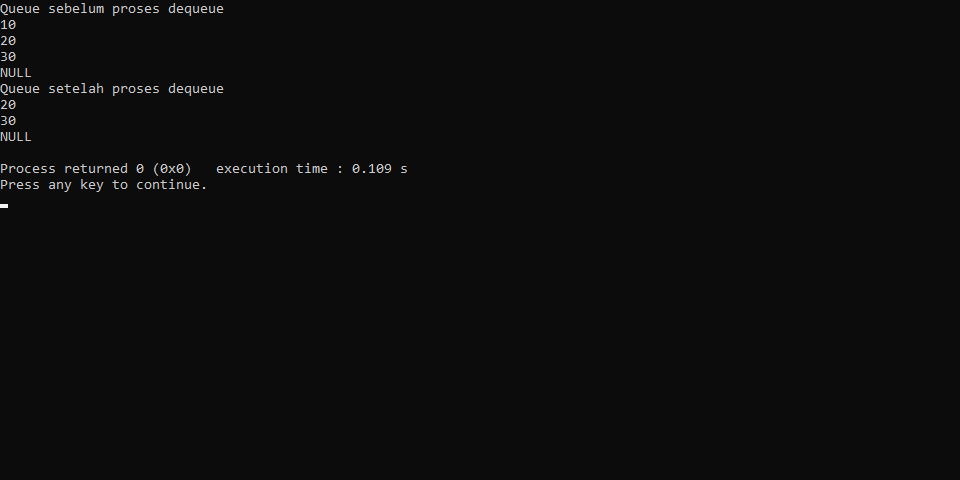 Queue sebelum proses dequeue
10
20
30
NULL
Queue setelah proses dequeue
20
30
NULL
Process returned 0 (0x0)   execution time : 0.109 s
Press any key to continue.